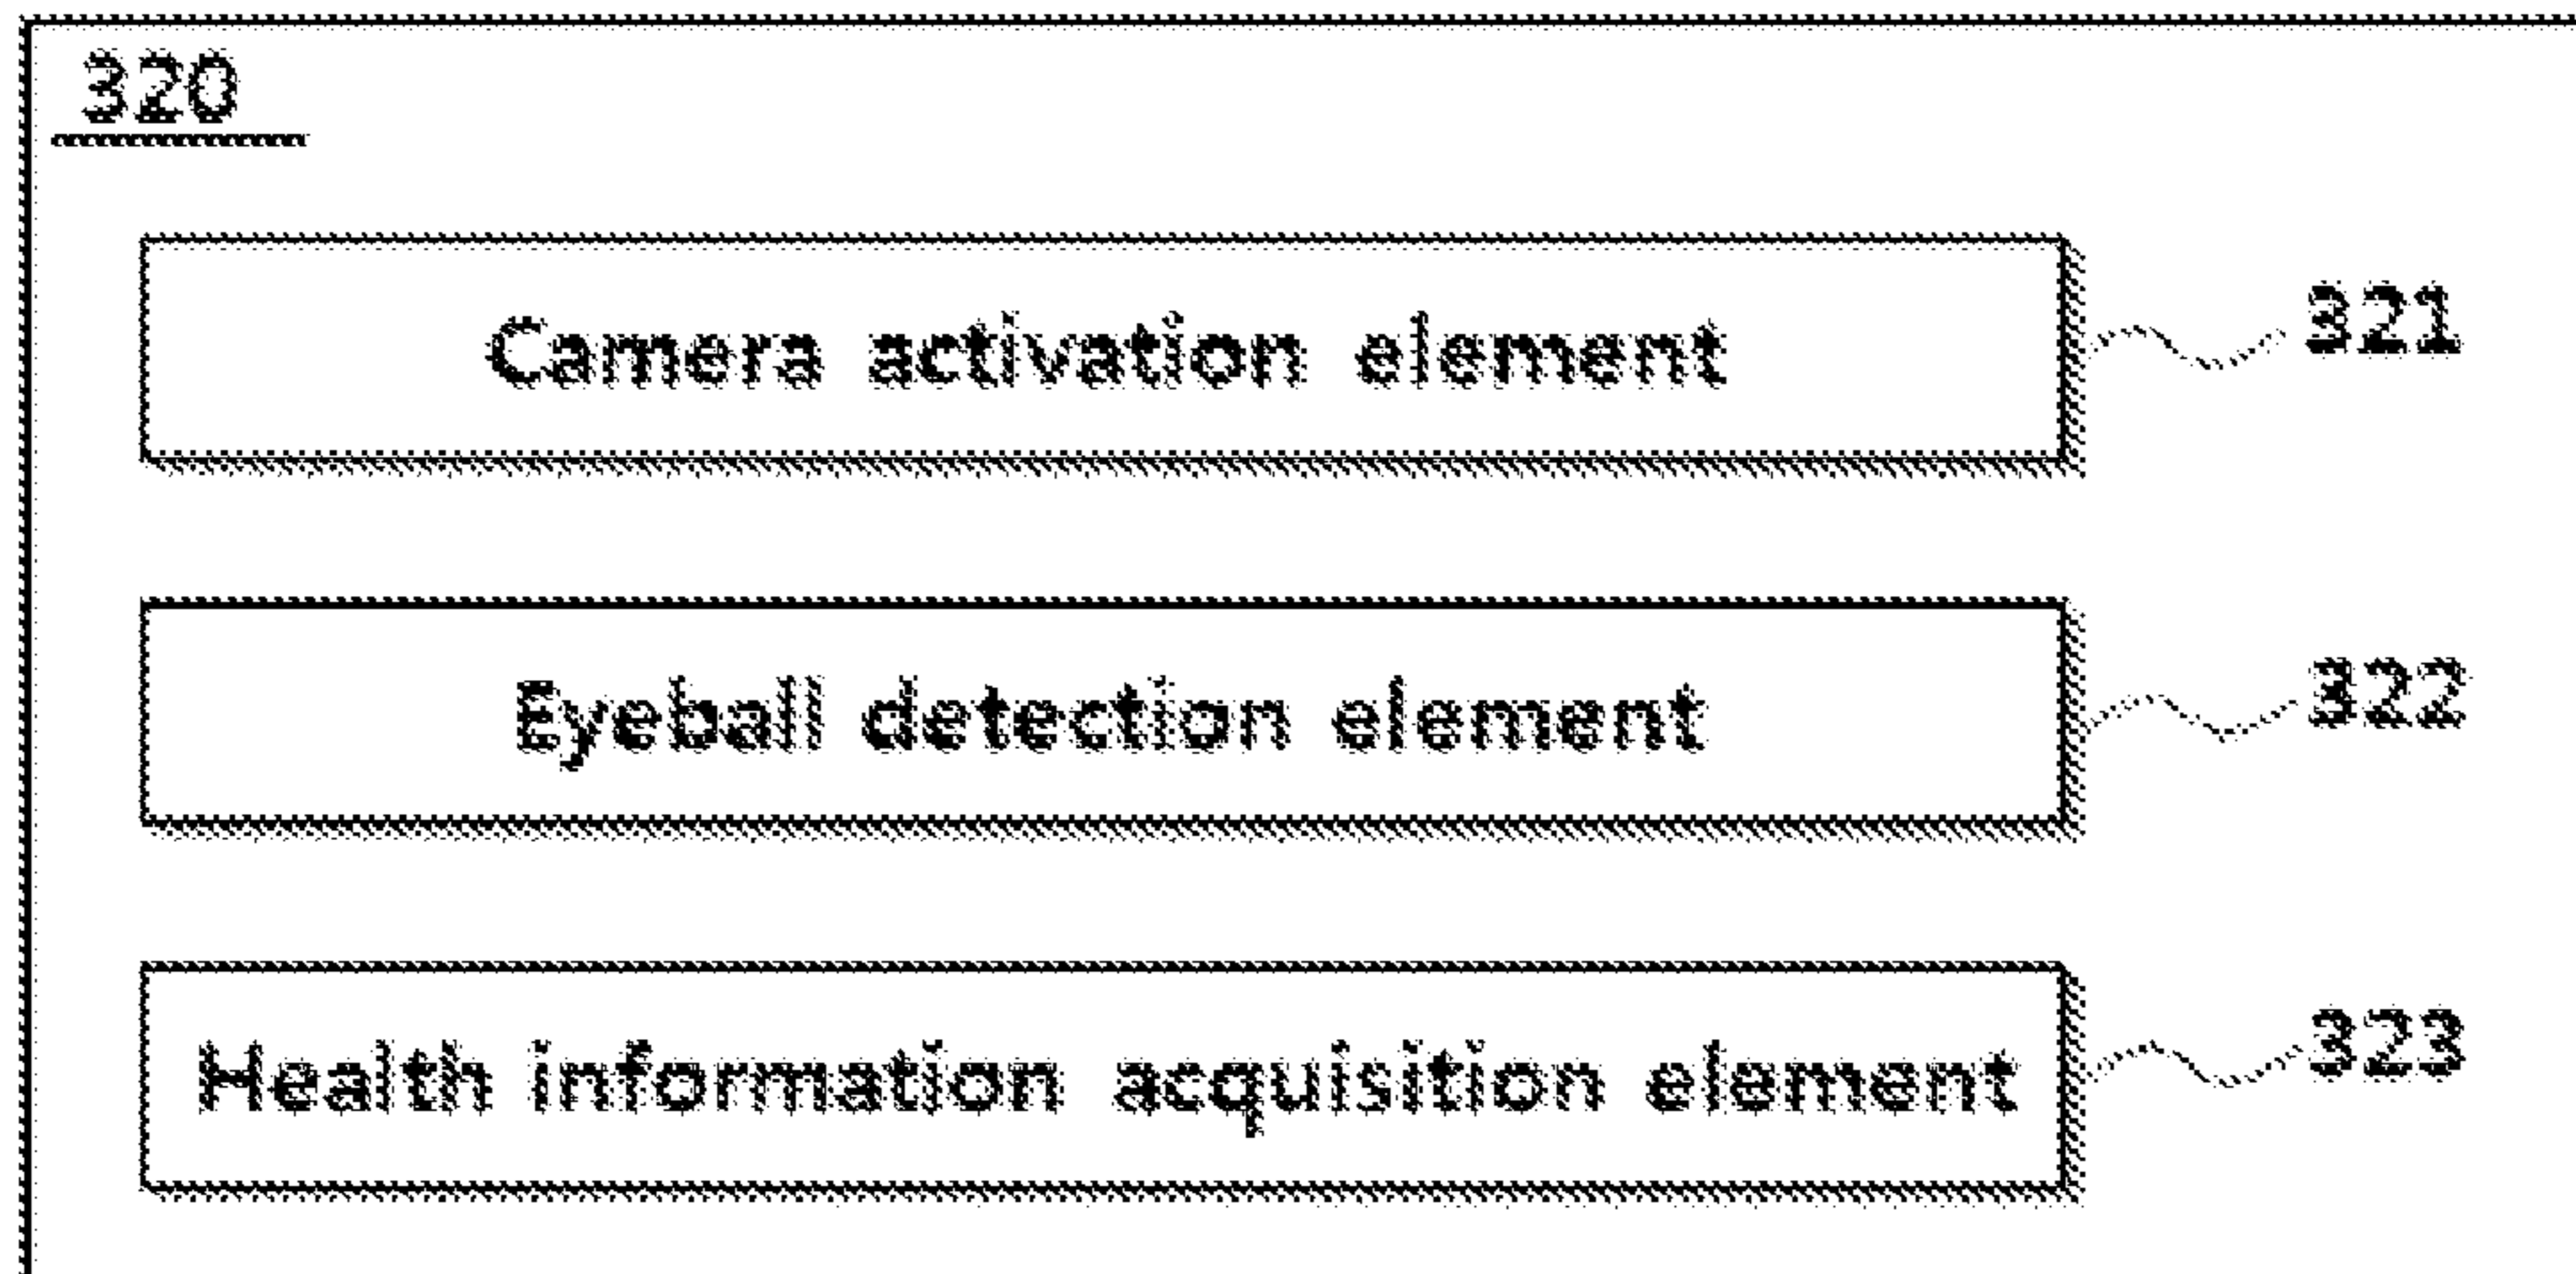 320
Camera activation element 321
Eyeball detection element 322
Health information acquisition element 323